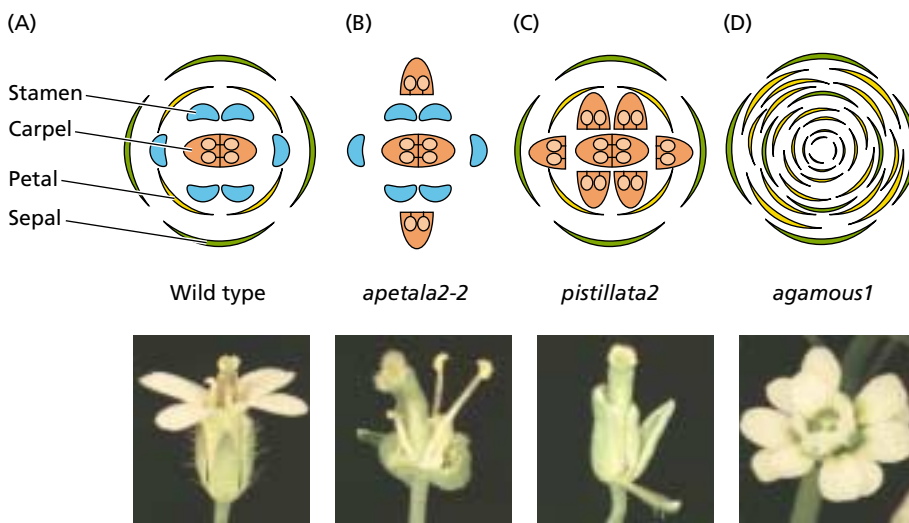 (A)
(B)
(C)
(D)
Stamen
Carpel
Petal
Sepal
Wild type
apetala2-2
pistillata2
agamous1